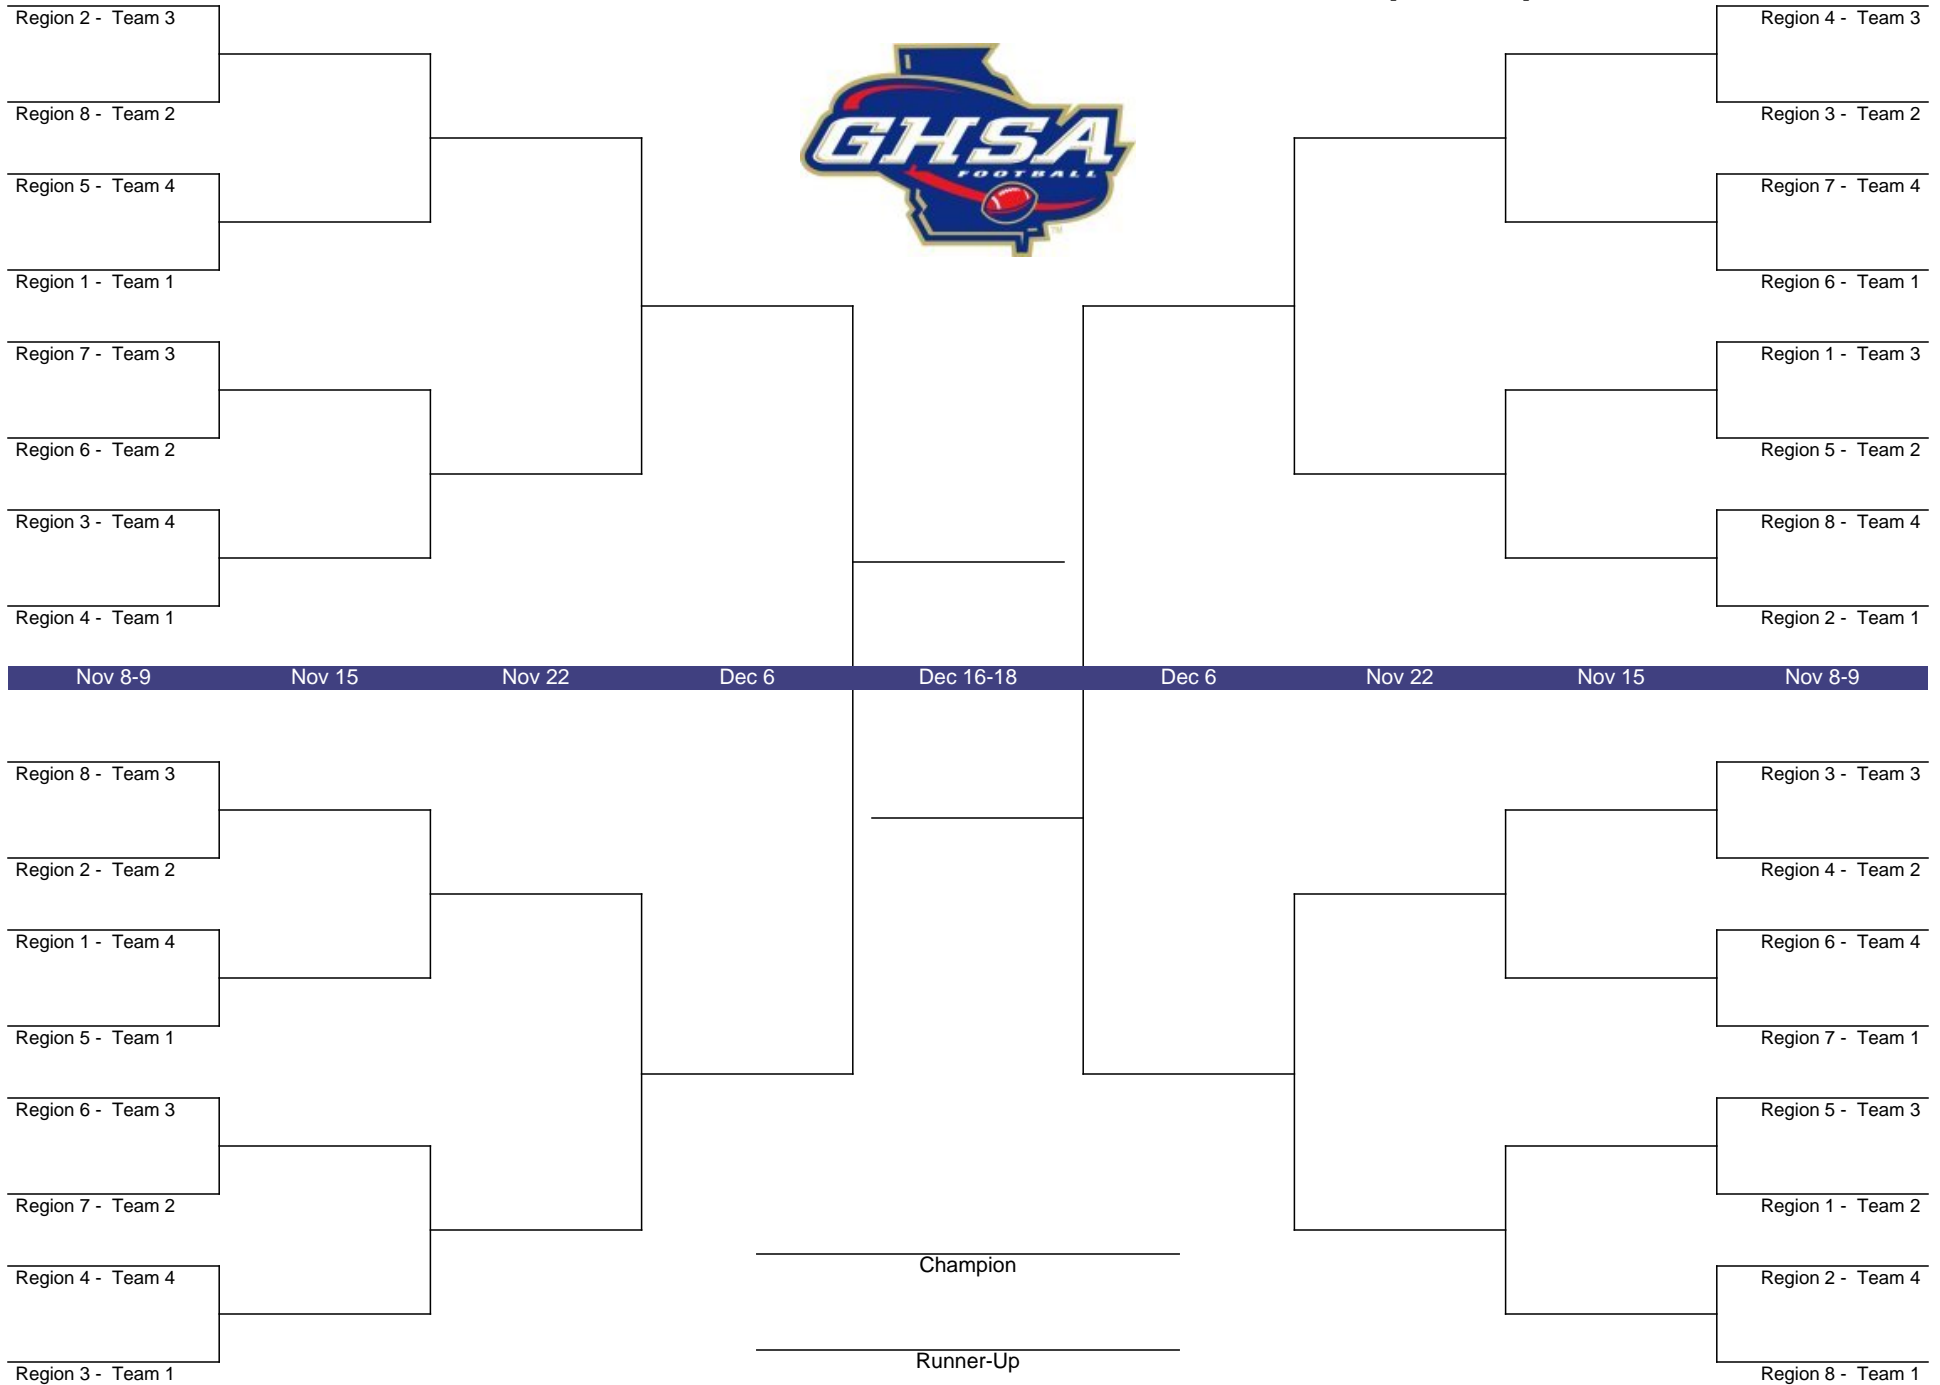 Region 2 - Team 3
Region 8 - Team 2
Region 5 - Team 4
Region 1 - Team 1
Region 7 - Team 3
Region 6 - Team 2
Region 3 - Team 4
Region 4 - Team 1
GHSA
FOOTBALL
TM
Region 4 - Team 3
Region 3 - Team 2
Region 7 - Team 4
Region 6 - Team 1
Region 1 - Team 3
Region 5 - Team 2
Region 8 - Team 4
Region 2 - Team 1
Nov 8-9 Nov 15 Nov 22 Dec 6 Dec 16-18 Dec 6 Nov 22 Nov 15 Nov 8-9
Region 8 - Team 3
Region 2 - Team 2
Region 1 - Team 4
Region 5 - Team 1
Region 6 - Team 3
Region 7 - Team 2
Region 4 - Team 4
Region 3 - Team 1
Champion
Runner-Up
Region 3 - Team 3
Region 4 - Team 2
Region 6 - Team 4
Region 7 - Team 1
Region 5 - Team 3
Region 1 - Team 2
Region 2 - Team 4
Region 8 - Team 1